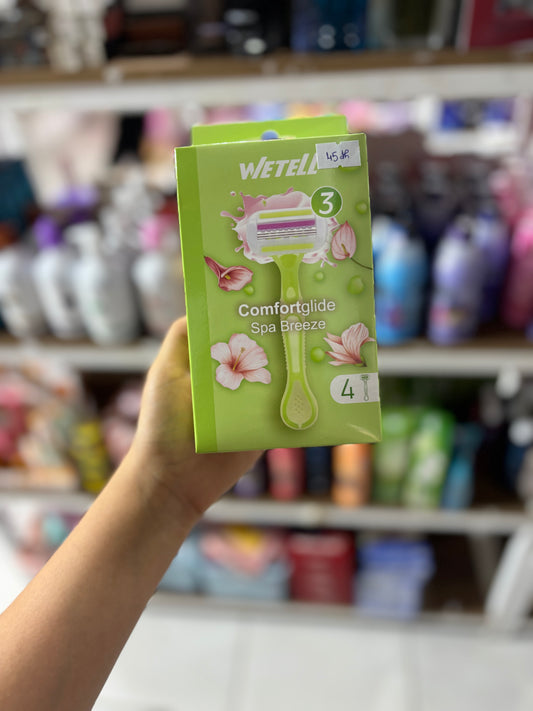 WETELL
45dh
3
Comfortglide
Spa Breeze
4